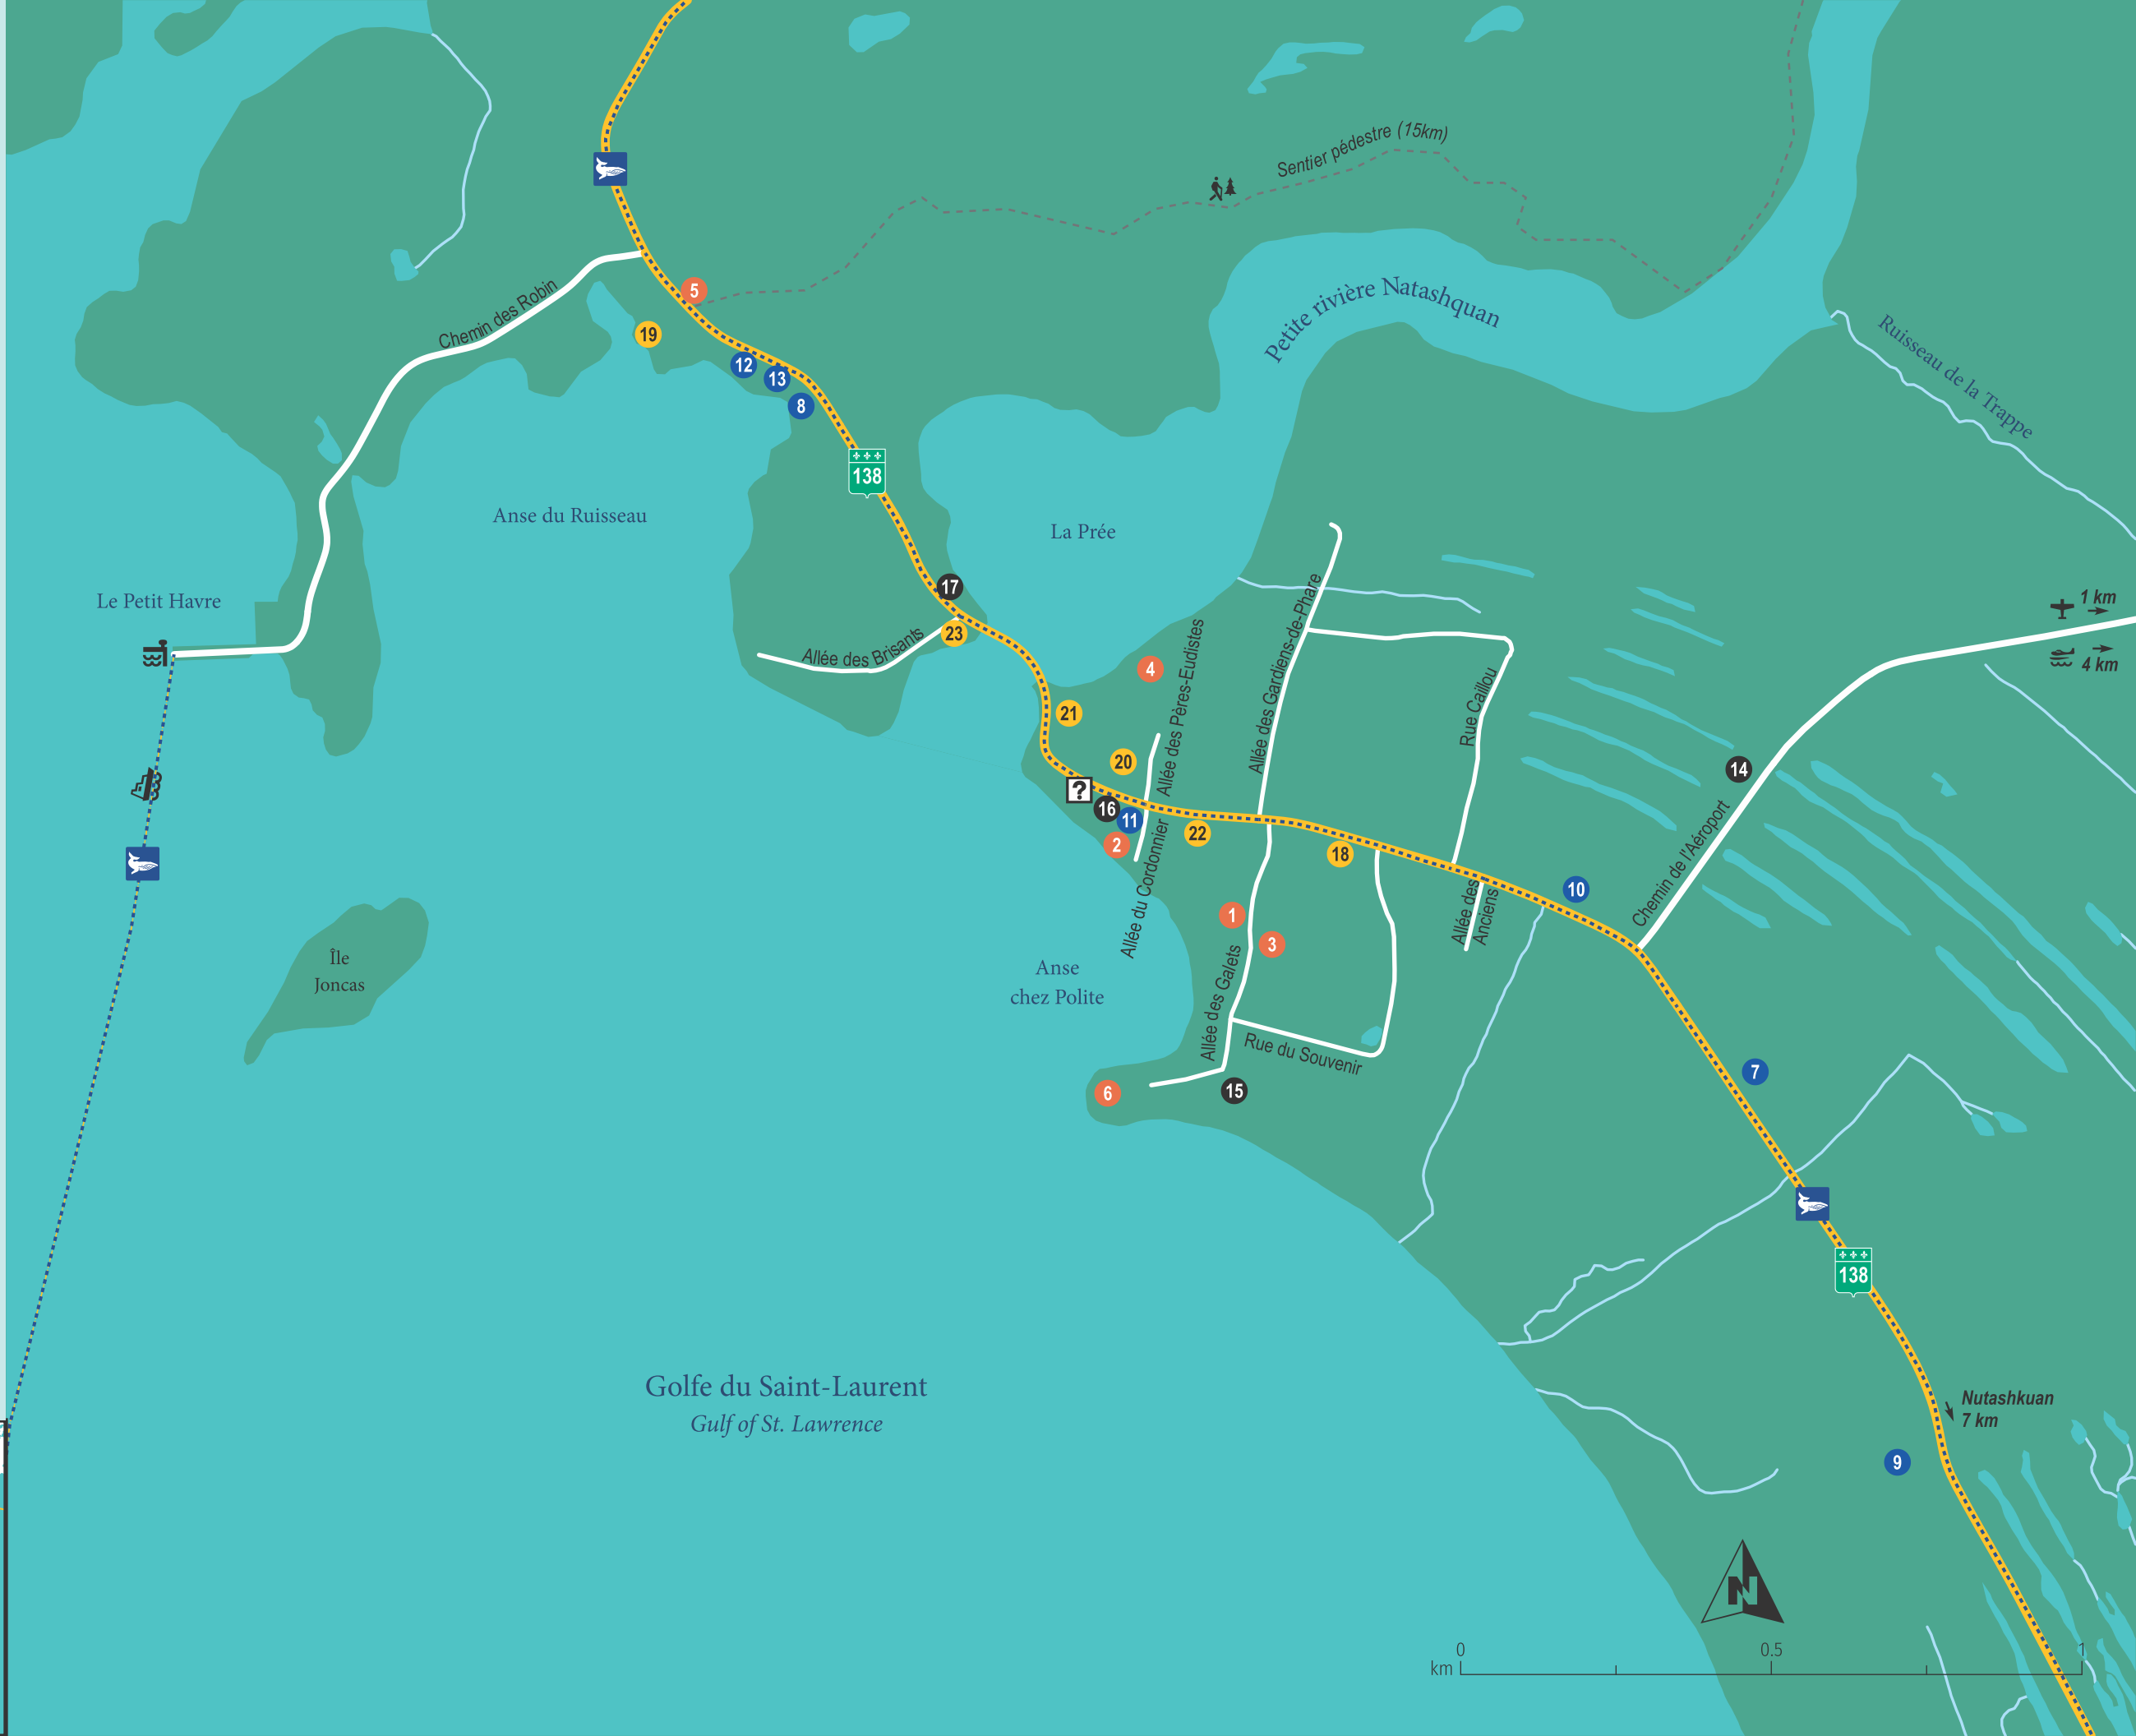 Sentier pédestre (15km)
5
Chemin des Robin
19
Petite rivière Natashquan
Ruisseau de la Trappe
12
13
8
138
Anse du Ruisseau
La Prée
17
Le Petit Havre
1 km
23
Allée des Brisants
4 km
4
Allée des Pères-Eudistes
Allée des Gardiens-de-Phare
Rue Caillou
21
20
14
?
16
11
22
2
18
Allée du Cordonnier
Chemin de l'Aéroport
10
Allée des
Anciens
1
3
Île
Joncas
Anse
chez Polite
Allée des Galets
Rue du Souvenir
7
6
15
138
Golfe du Saint-Laurent
Gulf of St. Lawrence
Nutashkuan
7 km
9
N
0
0.5
1
km